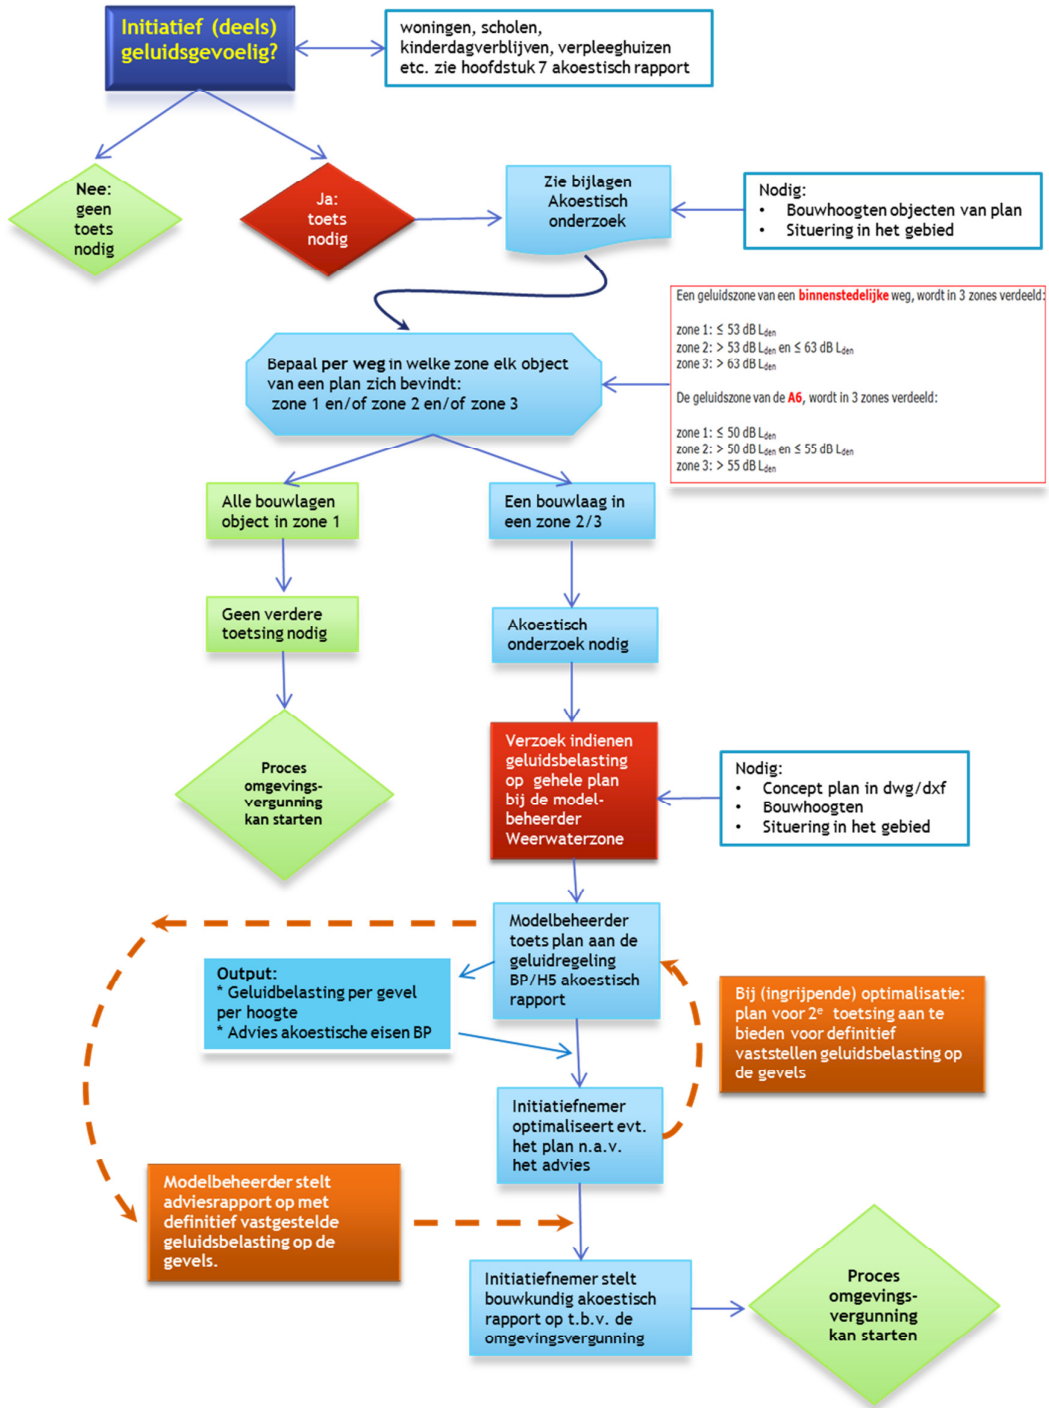 Initiatief (deels)
geluidsgevoelig?
woningen, scholen,
kinderdagverblijven, verpleeghuizen
etc. zie hoofdstuk 7 akoestisch rapport
Nee:
geen
toets
nodig
Ja:
toets
nodig
Zie bijlagen
Akoestisch
onderzoek
Nodig:
• Bouwhoogten objecten van plan
• Situering in het gebied
Een geluidszone van een binnenstedelijke weg, wordt in 3 zones verdeeld:
zone 1: ≤ 53 dB Lden
zone 2: > 53 dB Lden en ≤ 63 dB Lden
zone 3: > 63 dB Lden
De geluidszone van de A6, wordt in 3 zones verdeeld:
zone 1: ≤ 50 dB Lden
zone 2: > 50 dB Lden en ≤ 55 dB Lden
zone 3: > 55 dB Lden
Bepaal per weg in welke zone elk object
van een plan zich bevindt:
zone 1 en/of zone 2 en/of zone 3
Alle bouwlagen
object in zone 1
Een bouwlaag in
een zone 2/3
Geen verdere
toetsing nodig
Akoestisch
onderzoek nodig
Proces
omgevings-
vergunning
kan starten
Verzoek indienen
geluidsbelasting
op gehele plan
bij de model-
beheerder
Weerwaterzone
Nodig:
• Concept plan in dwg/dxf
• Bouwhoogten
• Situering in het gebied
Modelbeheerder
toets plan aan de
geluidregeling
BP/H5 akoestisch
rapport
Output:
* Geluidbelasting per gevel
per hoogte
* Advies akoestische eisen BP
Bij (ingrijpende) optimalisatie:
plan voor 2e toetsing aan te
bieden voor definitief
vaststellen geluidsbelasting op
de gevels
Initiatiefnemer
optimaliseert evt.
het plan n.a.v.
het advies
Modelbeheerder stelt
adviesrapport op met
definitief vastgestelde
geluidsbelasting op de
gevels.
Initiatiefnemer stelt
bouwkundig akoestisch
rapport op t.b.v. de
omgevingsvergunning
Proces
omgevings-
vergunning
kan starten